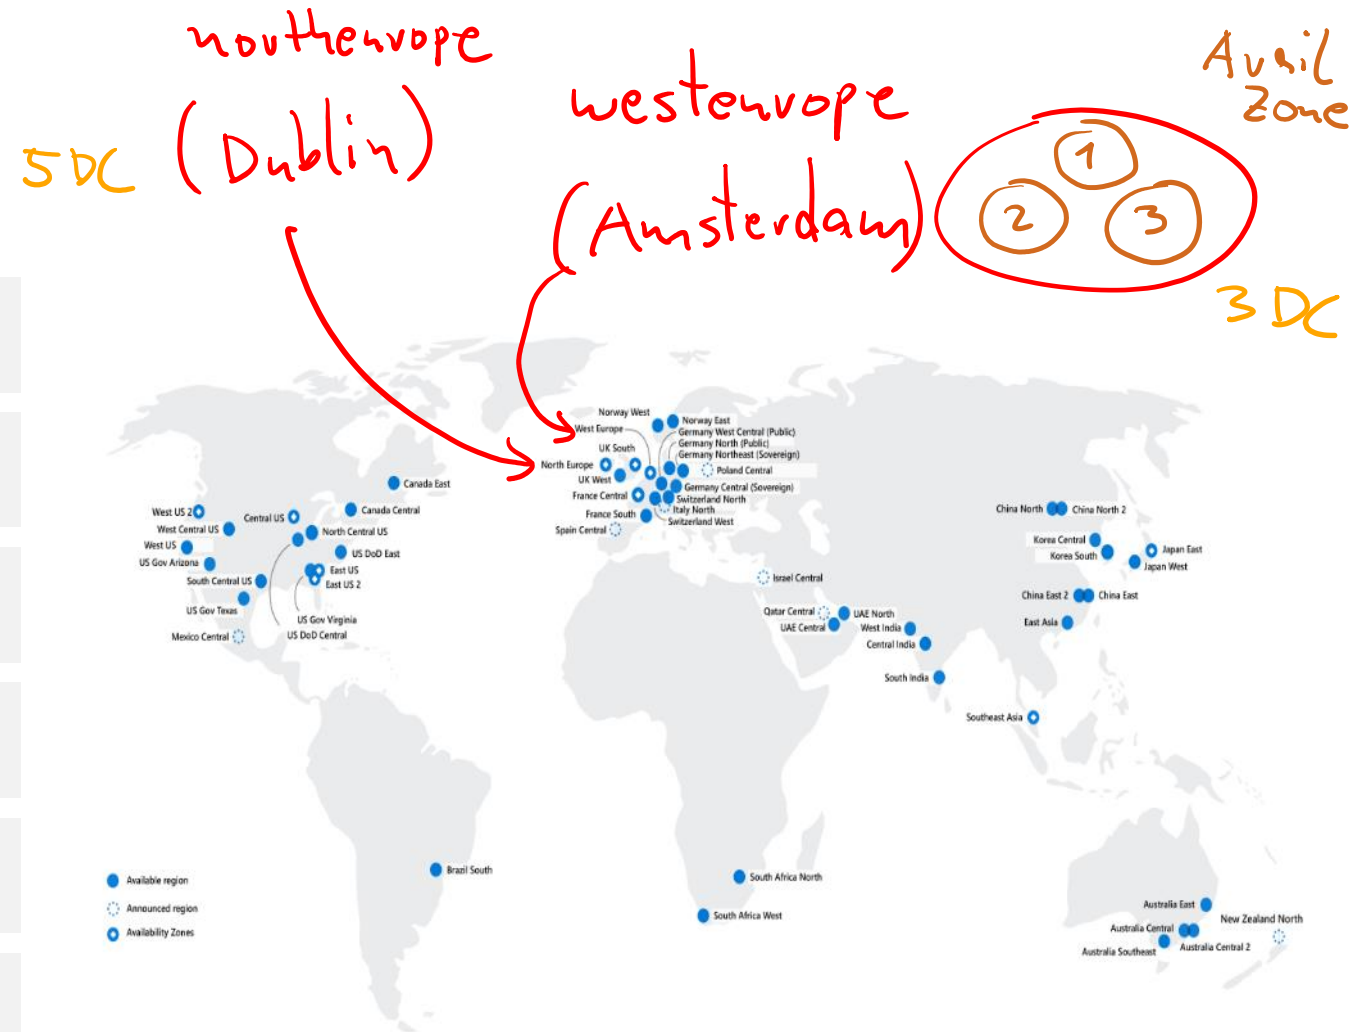 northeurope
(Dublin)
5 DC
westeurope
(Amsterdam)
Avail
Zone
1
2
3
3 DC
Norway West
Norway East
West Europe
Germany West Central (Public)
Germany North (Public)
Germany Northeast (Sovereign)
UK South
North Europe
Poland Central
UK West
Germany Central (Sovereign)
France Central
Switzerland North
Italy North
France South
Switzerland West
Spain Central
Canada East
West US 2
Central US
Canada Central
West Central US
North Central US
West US
US DoD East
US Gov Arizona
East US
South Central US
East US 2
US Gov Texas
US Gov Virginia
Mexico Central
US DoD Central
China North
China North 2
Korea Central
Korea South
Japan East
Japan West
Israel Central
China East 2
China East
Qatar Central
UAE North
UAE Central
West India
East Asia
Central India
South India
Southeast Asia
Brazil South
South Africa North
South Africa West
Available region
Announced region
Availability Zones
Australia East
New Zealand North
Australia Central
Australia Central 2
Australia Southeast